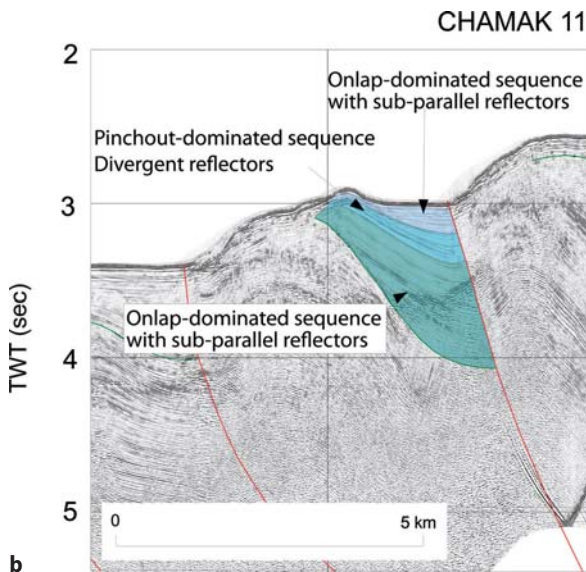 CHAMAK 11
2
Onlap-dominated sequence
with sub-parallel reflectors
Pinchout-dominated sequence
Divergent reflectors
3
Onlap-dominated sequence
with sub-parallel reflectors
TWT (sec)
4
5
0 5 km
b